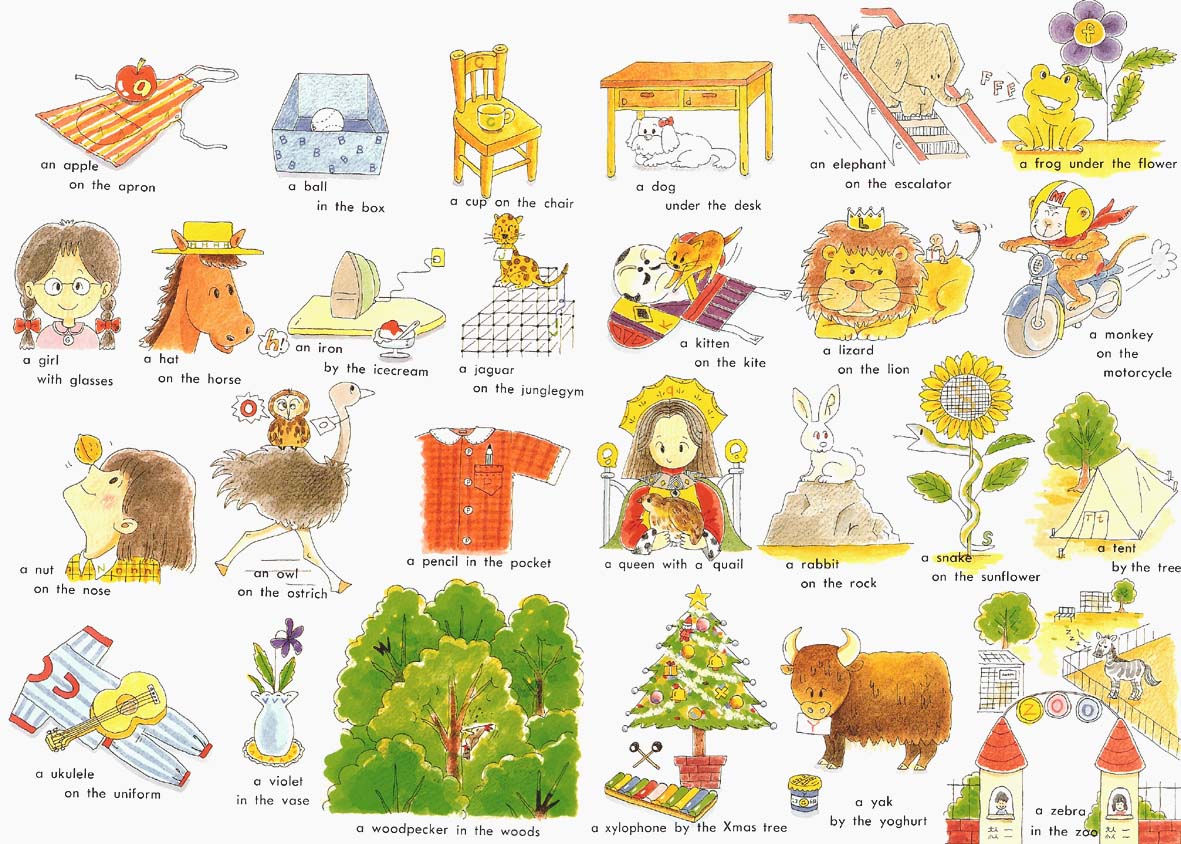 a
an apple
on the apron
B B B B B B B B
a ball
in the box
C
c
a cup on the chair
D d
a dog
under the desk
E
e
E
e
an elephant
on the escalator
F F F
f
a frog under the flower
G
a girl
with glasses
H H H H
h!
a hat
on the horse
an iron
by the icecream
a jaguar
on the junglegym
K
a kitten
on the kite
L
a lizard
on the lion
M
a monkey
on the
motorcycle
n N n n n
a nut
on the nose
O
o
an owl
on the ostrich
P
P
P
P
a pencil in the pocket
q
a queen with a quail
R
r
a rabbit
on the rock
S
s
a snake
on the sunflower
T t
a tent
by the tree
a ukulele
on the uniform
a violet
in the vase
a woodpecker in the woods
a xylophone by the Xmas tree
Y
a yak
by the yoghurt
z z z
ZOO
a zebra
in the zoo